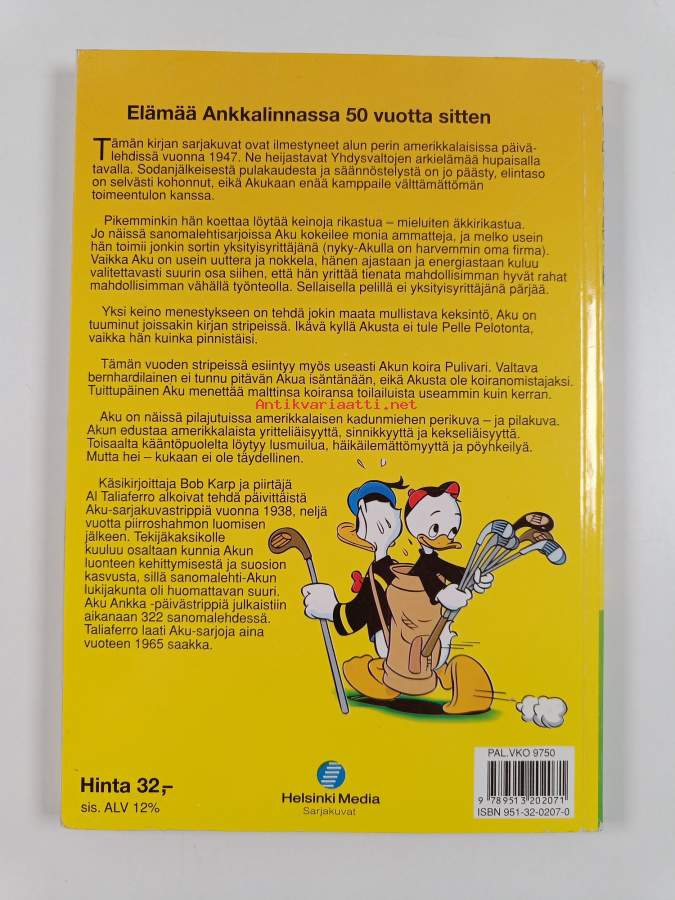 Elämää Ankkalinnassa 50 vuotta sitten
Tämän kirjan sarjakuvat ovat ilmestyneet alun perin amerikkalaisissa päivä-
lehdissä vuonna 1947. Ne heijastavat Yhdysvaltojen arkielämää hupaisalla
tavalla. Sodanjälkeisestä pulakaudesta ja säännöstelystä on jo päästy, elintaso
on selvästi kohonnut, eikä Akukaan enää kamppaile välttämättömän
toimeentulon kanssa.
Pikemminkin hän koettaa löytää keinoja rikastua – mieluiten äkkirikastua.
Jo näissä sanomalehtisarjoissa Aku kokeilee monia ammatteja, ja melko usein
hän toimii jonkin sortin yksityisyrittäjänä (nyky-Akulla on harvemmin oma firma).
Vaikka Aku on usein uuttera ja nokkela, hänen ajastaan ja energiastaan kuluu
valitettavasti suurin osa siihen, että hän yrittää tienata mahdollisimman hyvät rahat
mahdollisimman vähällä työnteolla. Sellaisella pelillä ei yksityisyrittäjänä pärjää.
Yksi keino menestykseen on tehdä jokin maata mullistava keksintö, Aku on
tuuminut joissakin kirjan stripeissä. Ikävä kyllä Akusta ei tule Pelle Pelotonta,
vaikka hän kuinka pinnistäisi.
Tämän vuoden stripeissä esiintyy myös useasti Akun koira Pulivari. Valtava
bernhardilainen ei tunnu pitävän Akua isäntänään, eikä Akusta ole koiranomistajaksi.
Tuittupäinen Aku menettää malttinsa koiransa toilailuista useammin kuin kerran.
Antikvariaatti.net
Aku on näissä pilajutuissa amerikkalaisen kadunmiehen perikuva – ja pilakuva.
Akun edustaa amerikkalaista yritteliäisyyttä, sinnikkyyttä ja kekseliäisyyttä.
Toisaalta kääntöpuolelta löytyy lusmuilua, häikäilemättömyyttä ja pöyhkeilyä.
Mutta hei – kukaan ei ole täydellinen.
Käsikirjoittaja Bob Karp ja piirtäjä
Al Taliaferro alkoivat tehdä päivittäistä
Aku-sarjakuvastrippiä vuonna 1938, neljä
vuotta piirroshahmon luomisen
jälkeen. Tekijäkaksikolle
kuuluu osaltaan kunnia Akun
luonteen kehittymisestä ja suosion
kasvusta, sillä sanomalehti-Akun
lukijakunta oli huomattavan suuri.
Aku Ankka -päivästrippiä julkaistiin
aikanaan 322 sanomalehdessä.
Taliaferro laati Aku-sarjoja aina
vuoteen 1965 saakka.
Hinta 32,-
sis. ALV 12%
Helsinki Media
Sarjakuvat
PAL.VKO 9750
9 789513 202071
ISBN 951-32-0207-0